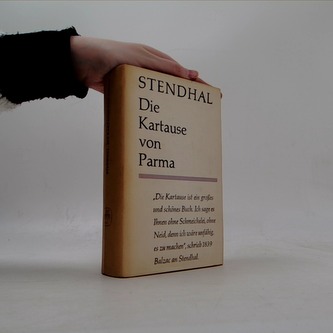 STENDHAL
Die
Kartause
von
Parma
„Die Kartause ist ein großes
und schönes Buch. Ich sage es
Ihnen ohne Schmeichelei, ohne
Neid, denn ich wäre unfähig,
es zu machen", schrieb 1839
Balzac an Stendhal.